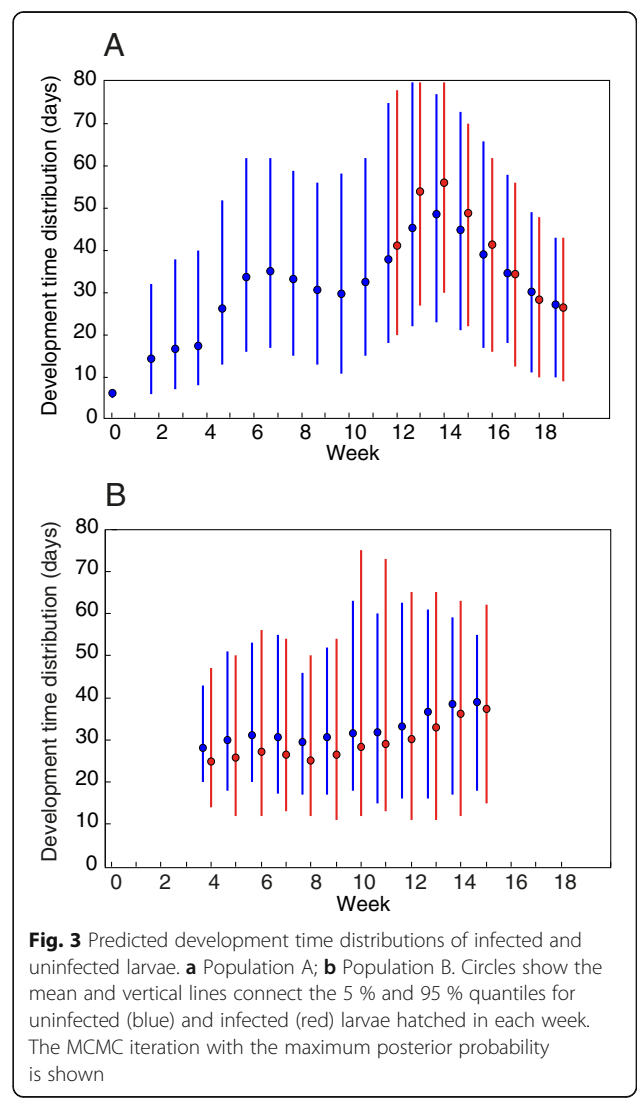 A
Development time distribution (days)
80
70
60
50
40
30
20
10
0
0 2 4 6 8 10 12 14 16 18
Week
B
Development time distribution (days)
80
70
60
50
40
30
20
10
0
0 2 4 6 8 10 12 14 16 18
Week
Fig. 3 Predicted development time distributions of infected and
uninfected larvae. a Population A; b Population B. Circles show the
mean and vertical lines connect the 5 % and 95 % quantiles for
uninfected (blue) and infected (red) larvae hatched in each week.
The MCMC iteration with the maximum posterior probability
is shown